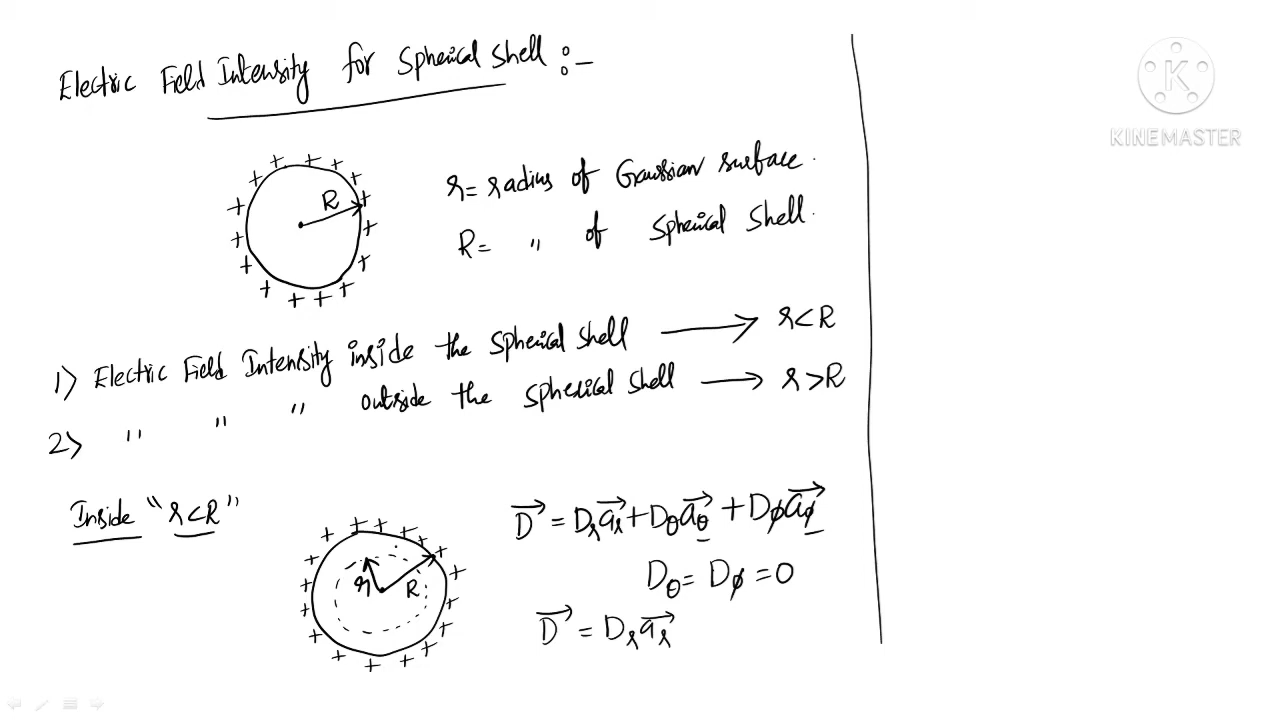 Electric Field Intensity for Spherical Shell :-
K
KINEMASTER
R
r = radius of Gaussian surface.
R = " of Spherical Shell.
1) Electric Field Intensity inside the Spherical Shell → r<R
2) " " " outside the Spherical Shell → r>R
Inside "r<R"
r R
D⃗ = Dr a⃗r + Dθ a⃗θ + Dϕ a⃗ϕ
Dθ = Dϕ = 0
D⃗ = Dr a⃗r